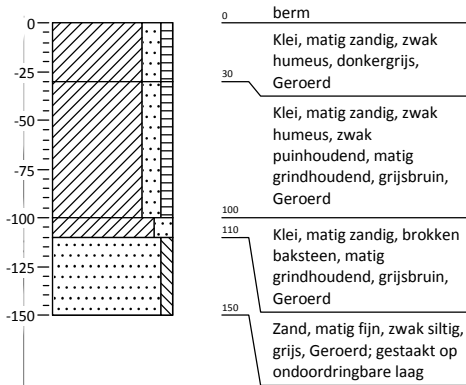 0
-25
-50
-75
-100
-125
-150
0
berm
Klei, matig zandig, zwak
humeus, donkergrijs,
Geroerd
30
Klei, matig zandig, zwak
humeus, zwak
puinhoudend, matig
grindhoudend, grijsbruin,
Geroerd
100
Klei, matig zandig, brokken
baksteen, matig
grindhoudend, grijsbruin,
Geroerd
110
Zand, matig fijn, zwak siltig,
grijs, Geroerd; gestaakt op
ondoordringbare laag
150